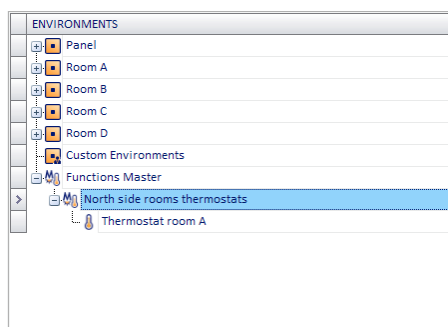 ENVIRONMENTS
Panel
Room A
Room B
Room C
Room D
Custom Environments
Functions Master
North side rooms thermostats
Thermostat room A